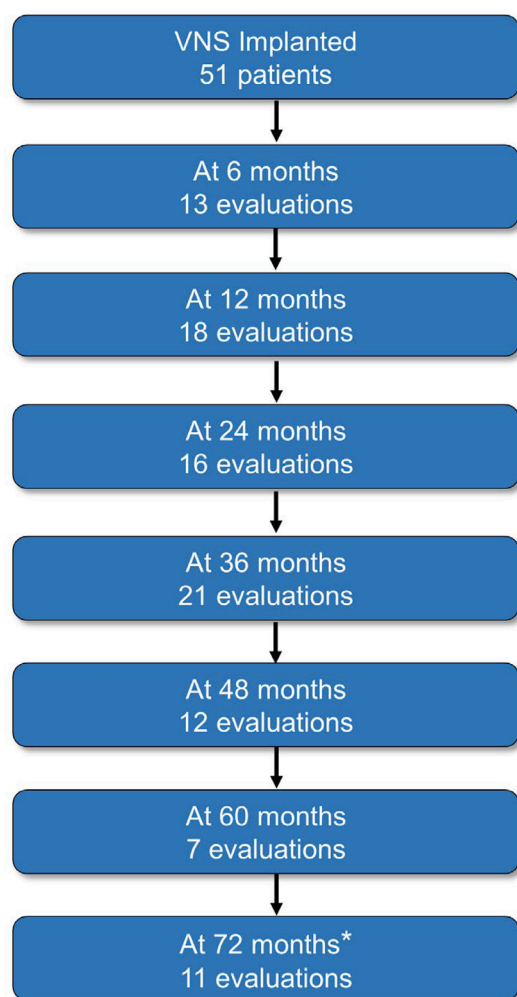 VNS Implanted
51 patients
At 6 months
13 evaluations
At 12 months
18 evaluations
At 24 months
16 evaluations
At 36 months
21 evaluations
At 48 months
12 evaluations
At 60 months
7 evaluations
At 72 months*
11 evaluations